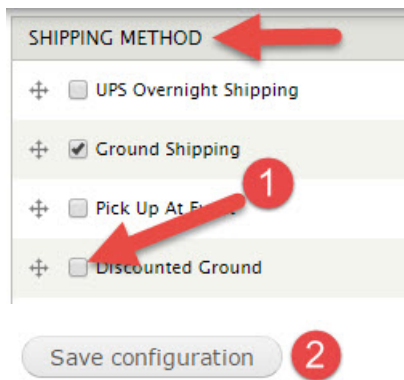 SHIPPING METHOD
UPS Overnight Shipping
Ground Shipping
1
Pick Up At
Discounted Ground
Save configuration 2